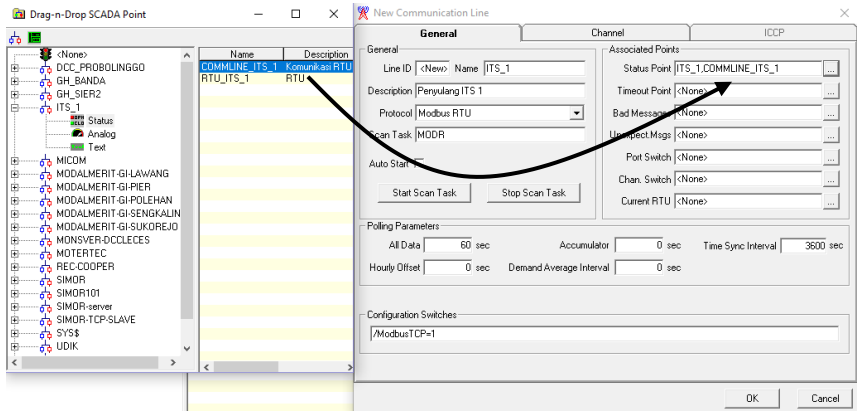 Drag-n-Drop SCADA Point
<None>
DCC_PROBOLINGGO
GH_BANDA
GH_SIER2
ITS_1
Status
Analog
Text
MICOM
MODALMERIT-GI-LAWANG
MODALMERIT-GI-PIER
MODALMERIT-GI-POLEHAN
MODALMERIT-GI-SENGKALIN
MODALMERIT-GI-SUKOREJO
MONSVER-DCCLECES
MOTERTEC
REC-COOPER
SIMOR
SIMOR101
SIMOR-server
SIMOR-TCP-SLAVE
SYS$
UDIK
Name Description
COMMLINE_ITS_1 Komunikasi RTU
RTU_ITS_1 RTU
New Communication Line
General Channel ICCP
General
Line ID <New> Name ITS_1
Description Penyulang ITS 1
Protocol Modbus RTU
Scan Task MODR
Auto Start
Start Scan Task Stop Scan Task
Associated Points
Status Point ITS_1,COMMLINE_ITS_1 ...
Timeout Point <None> ...
Bad Messages <None> ...
Unexpect.Msgs <None> ...
Port Switch <None> ...
Chan. Switch <None> ...
Current RTU <None> ...
Polling Parameters
All Data 60 sec Accumulator 0 sec Time Sync Interval 3600 sec
Hourly Offset 0 sec Demand Average Interval 0 sec
Configuration Switches
/ModbusTCP=1
OK Cancel